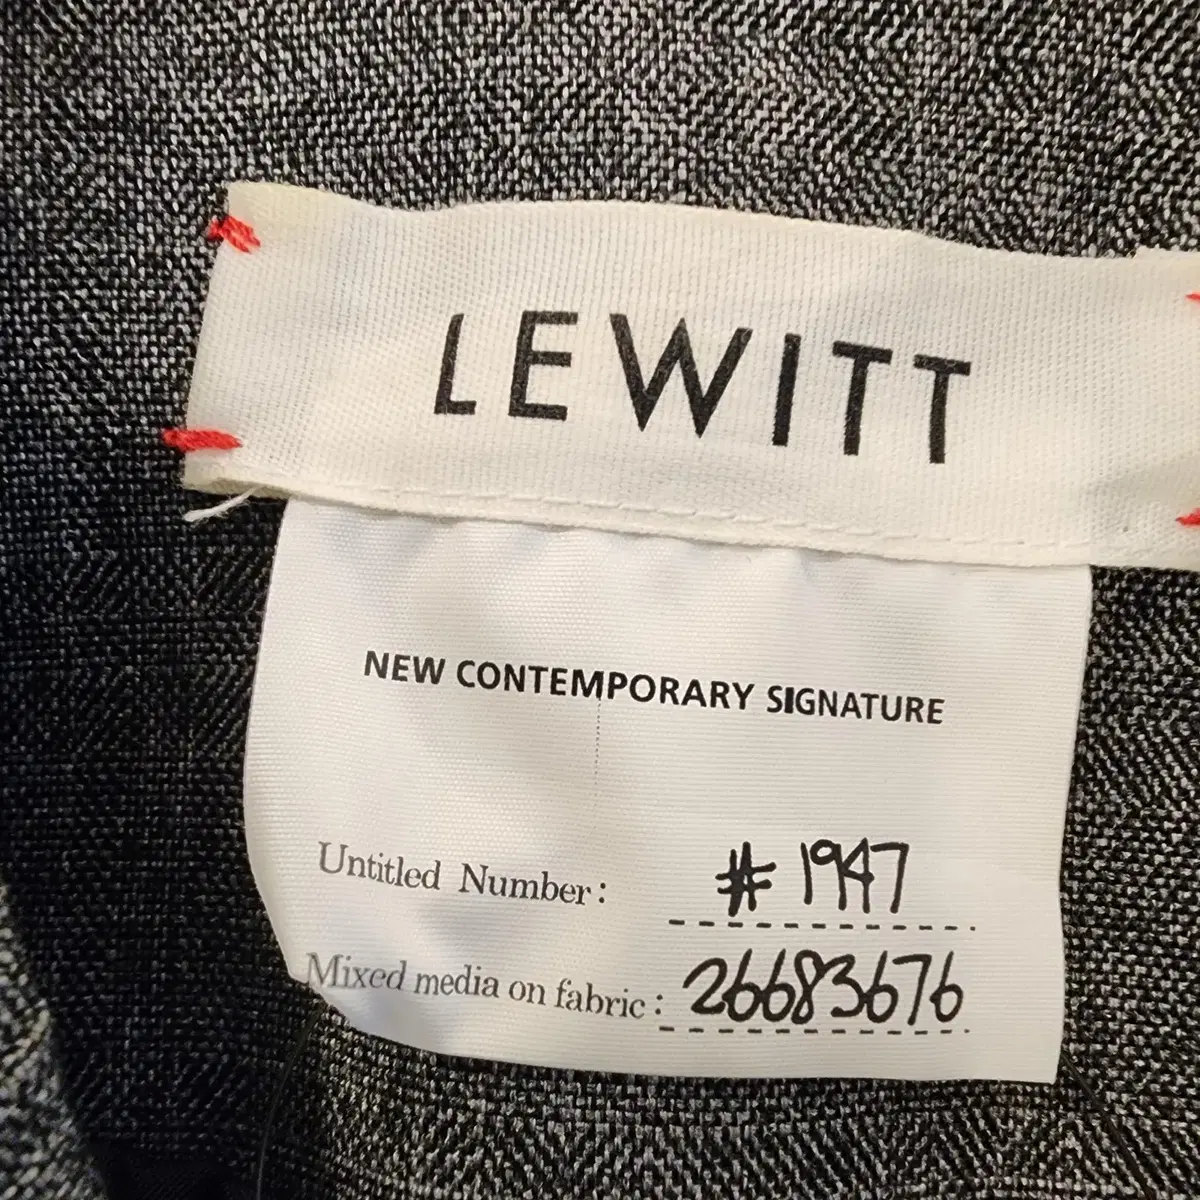 LEWITT
NEW CONTEMPORARY SIGNATURE
Untitled Number: # 1947
Mixed media on fabric: 26683676